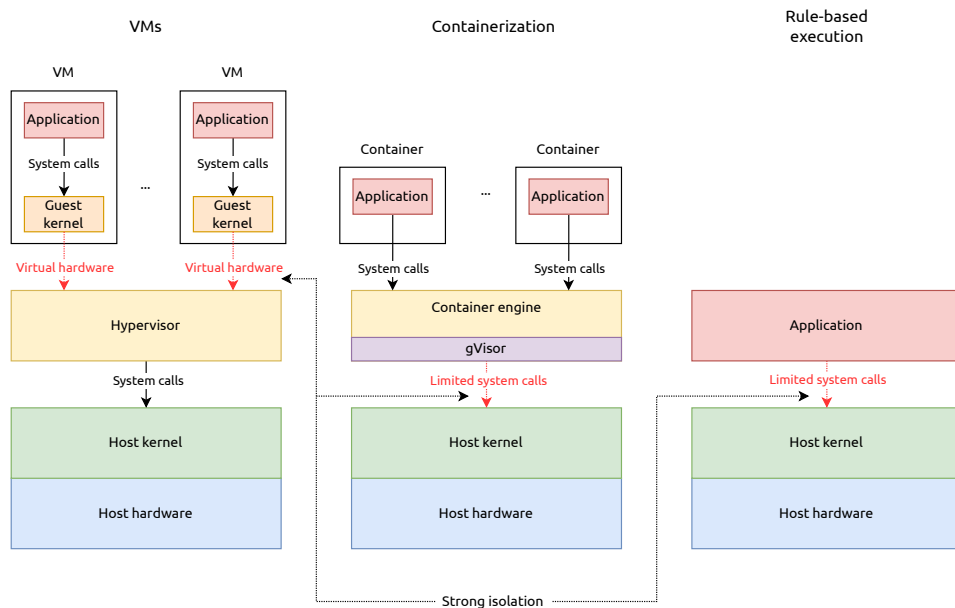 VMs
Containerization
Rule-based
execution
VM
VM
Application
Application
System calls
System calls
...
Guest
kernel
Guest
kernel
Virtual hardware
Virtual hardware
Hypervisor
System calls
Host kernel
Host hardware
Container
Container
Application
...
Application
System calls
System calls
Container engine
gVisor
Limited system calls
Host kernel
Host hardware
Application
Limited system calls
Host kernel
Host hardware
Strong isolation